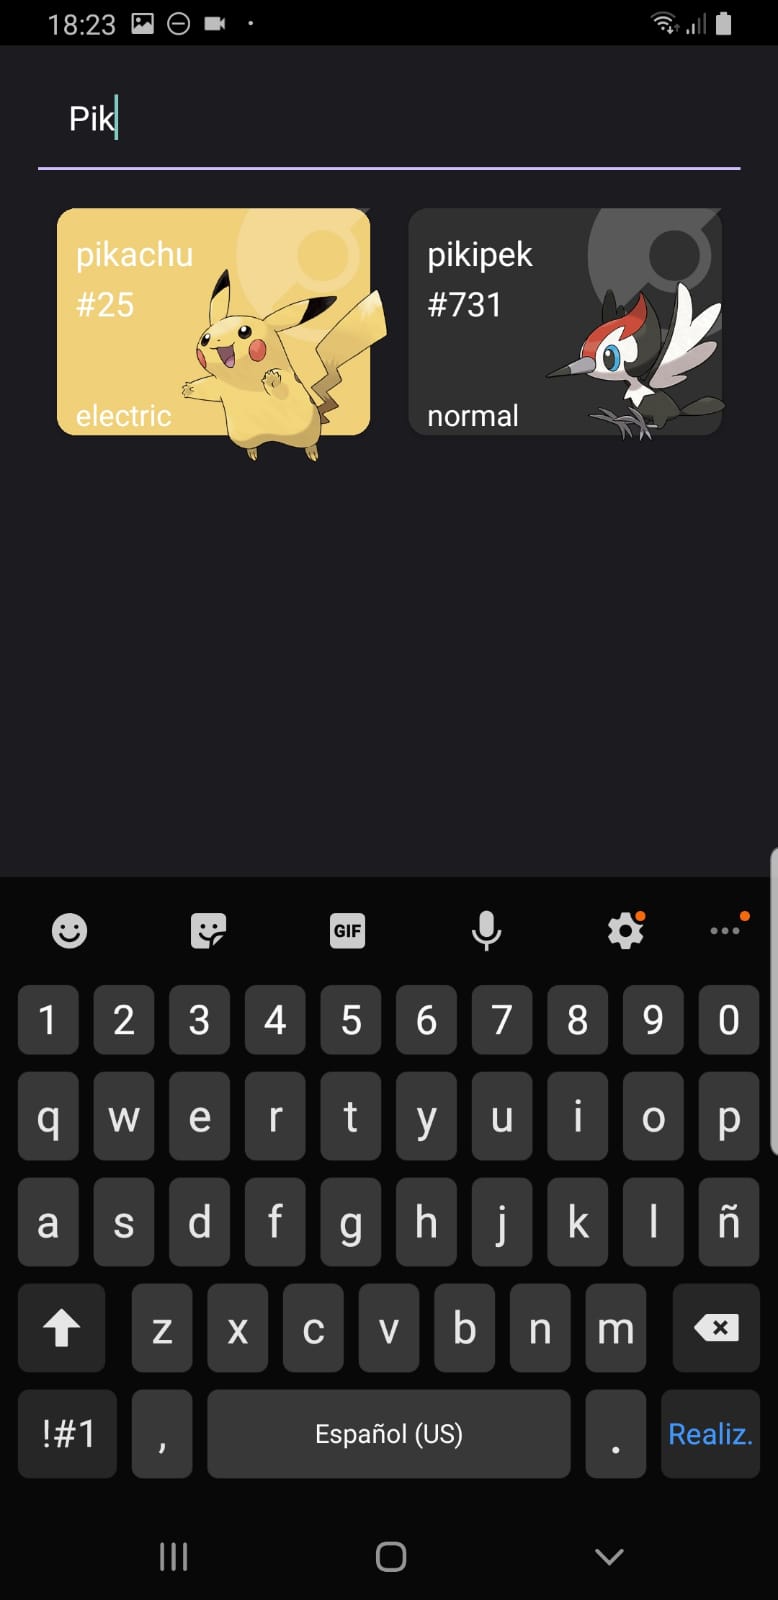 18:23
Pik
pikachu
#25
electric
pikipek
#731
normal
GIF
1 2 3 4 5 6 7 8 9 0
q w e r t y u i o p
a s d f g h j k l ñ
z x c v b n m
!#1 , Español (US) . Realiz.